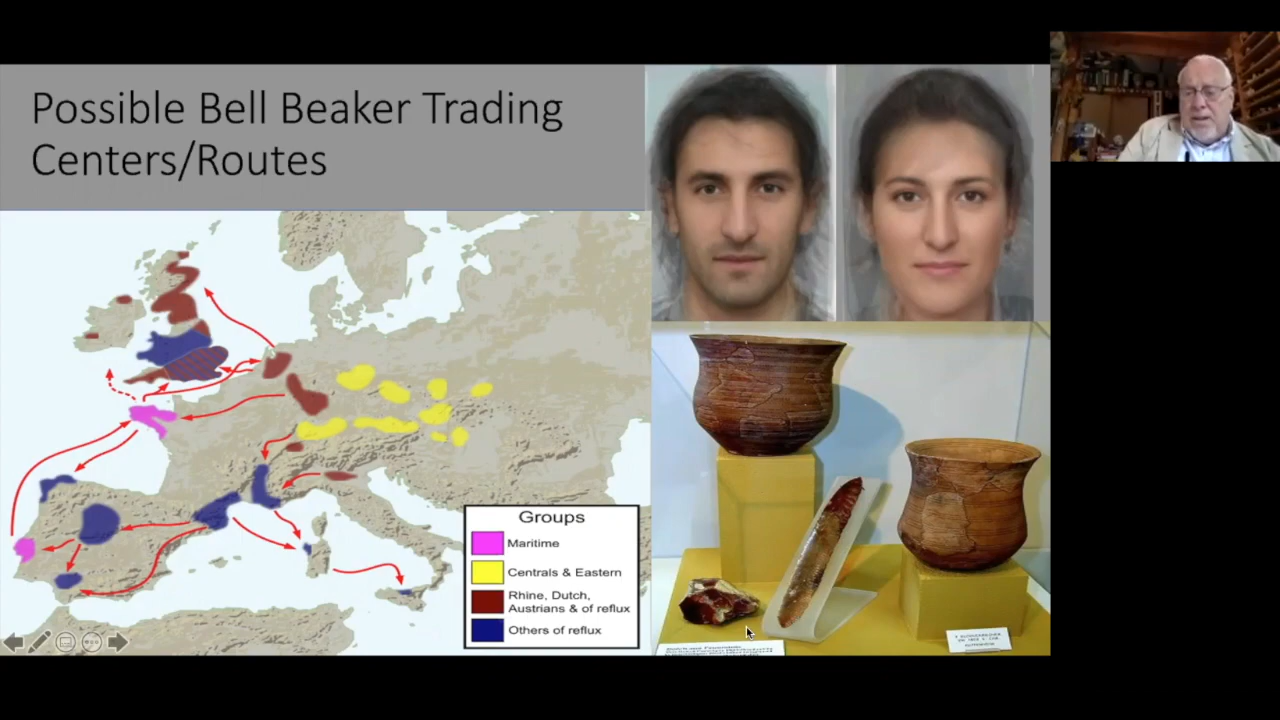 Possible Bell Beaker Trading
Centers/Routes
Groups
Maritime
Centrals & Eastern
Rhine, Dutch,
Austrians & of reflux
Others of reflux